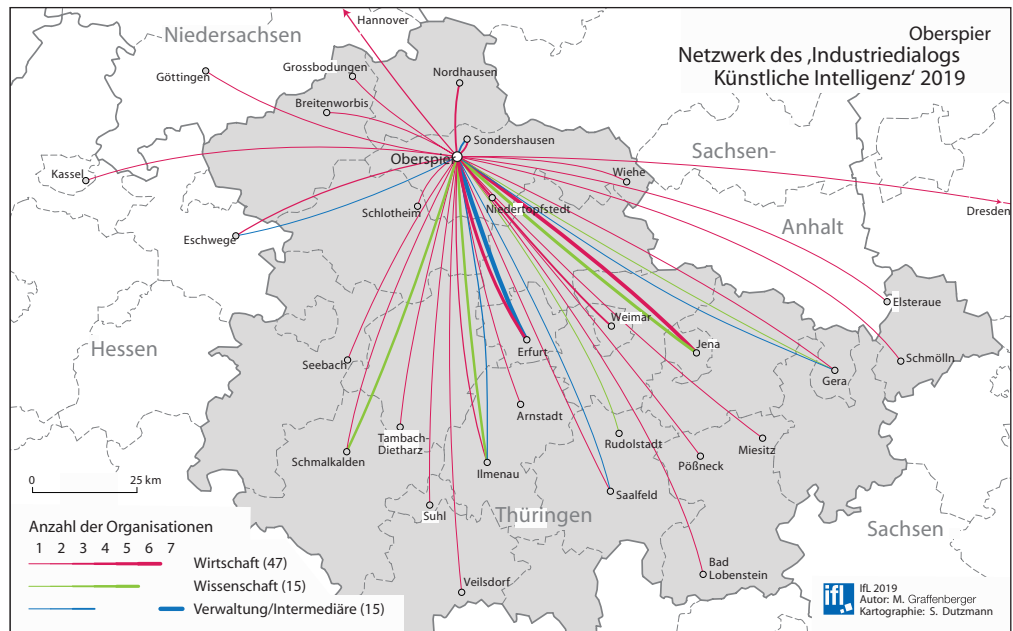 Oberspier
Netzwerk des ‚Industriedialogs
Künstliche Intelligenz‘ 2019
Hannover
Niedersachsen
Göttingen
Grossbodungen
Nordhausen
Breitenworbis
Sondershausen
Oberspier
Sachsen-
Kassel
Wiehe
Schlotheim
Niedertopfstedt
Dresden
Anhalt
Eschwege
Elsteraue
Weimar
Hessen
Erfurt
Jena
Schmölln
Seebach
Gera
Arnstadt
Tambach-
Dietharz
Rudolstadt
Miesitz
Schmalkalden
Ilmenau
Pößneck
Saalfeld
0 25 km
Suhl
Thüringen
Sachsen
Anzahl der Organisationen
1 2 3 4 5 6 7
Wirtschaft (47)
Wissenschaft (15)
Verwaltung/Intermediäre (15)
Veilsdorf
Bad
Lobenstein
ifl
IfL 2019
Autor: M. Graffenberger
Kartographie: S. Dutzmann